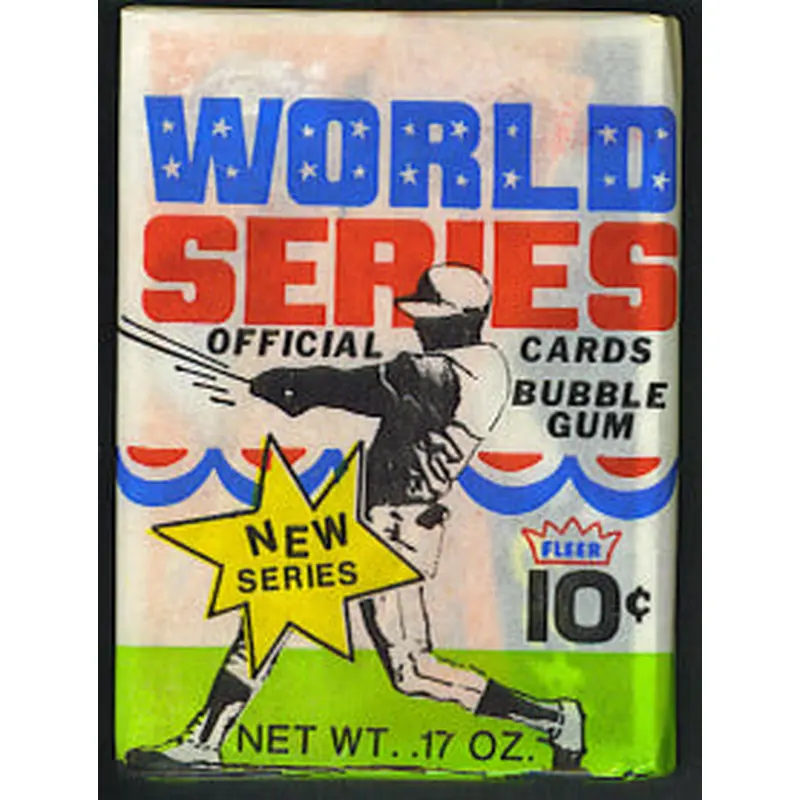 WORLD
SERIES
OFFICIAL CARDS
BUBBLE
GUM
NEW
SERIES
FLEER
10¢
NET WT. .17 OZ.